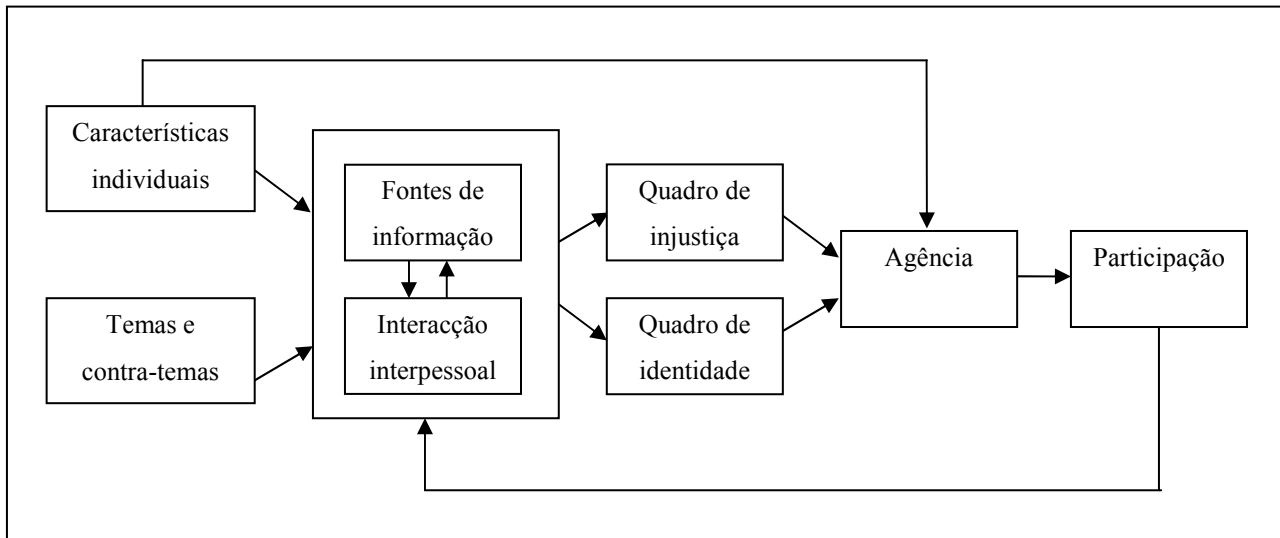 Características
individuais
Temas e
contra-temas
Fontes de
informação
Interacção
interpessoal
Quadro de
injustiça
Quadro de
identidade
Agência
Participação